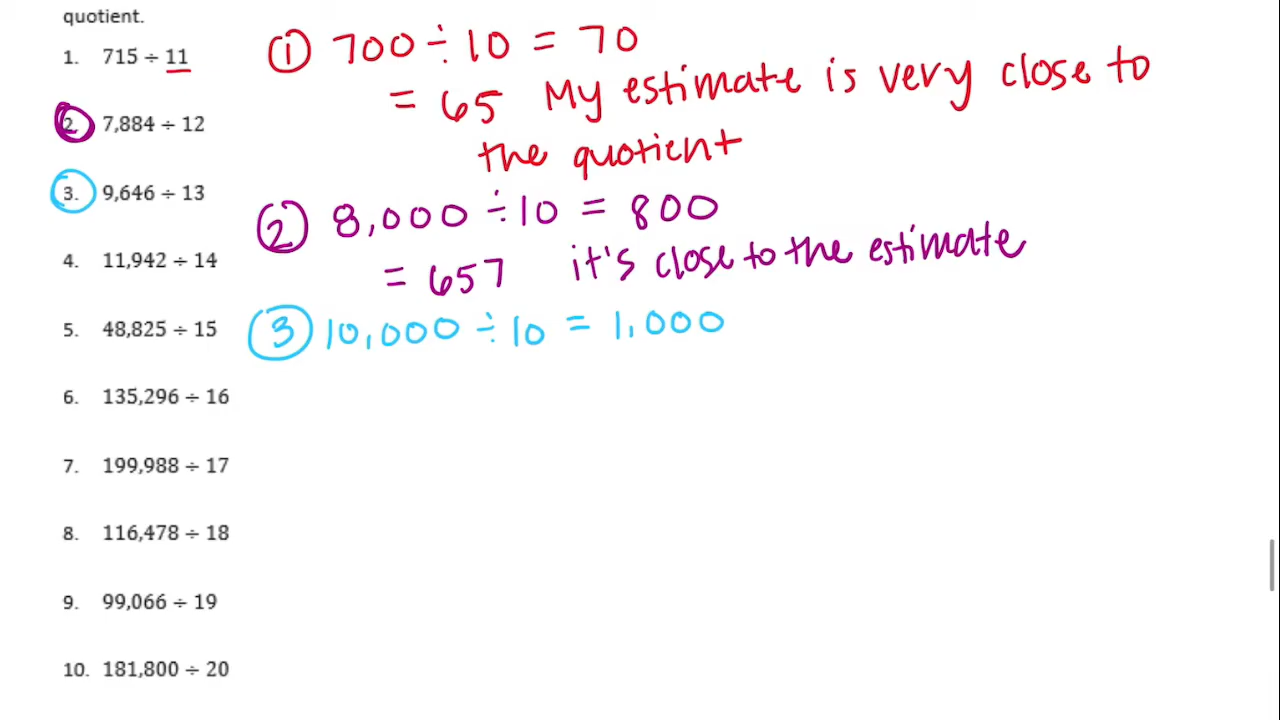 quotient.
1. 715 ÷ 11
2. 7,884 ÷ 12
3. 9,646 ÷ 13
4. 11,942 ÷ 14
5. 48,825 ÷ 15
6. 135,296 ÷ 16
7. 199,988 ÷ 17
8. 116,478 ÷ 18
9. 99,066 ÷ 19
10. 181,800 ÷ 20
① 700 ÷ 10 = 70
= 65 My estimate is very close to
the quotient
② 8,000 ÷ 10 = 800
= 657 it's close to the estimate
③ 10,000 ÷ 10 = 1,000